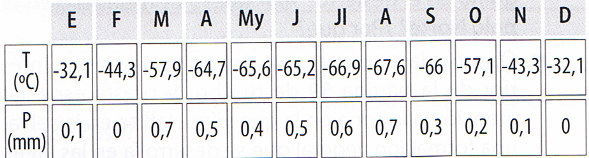 E F M A My J Jl A S O N D
T (ºC) -32,1 -44,3 -57,9 -64,7 -65,6 -65,2 -66,9 -67,6 -66 -57,1 -43,3 -32,1
P (mm) 0,1 0 0,7 0,5 0,4 0,5 0,6 0,7 0,3 0,2 0,1 0